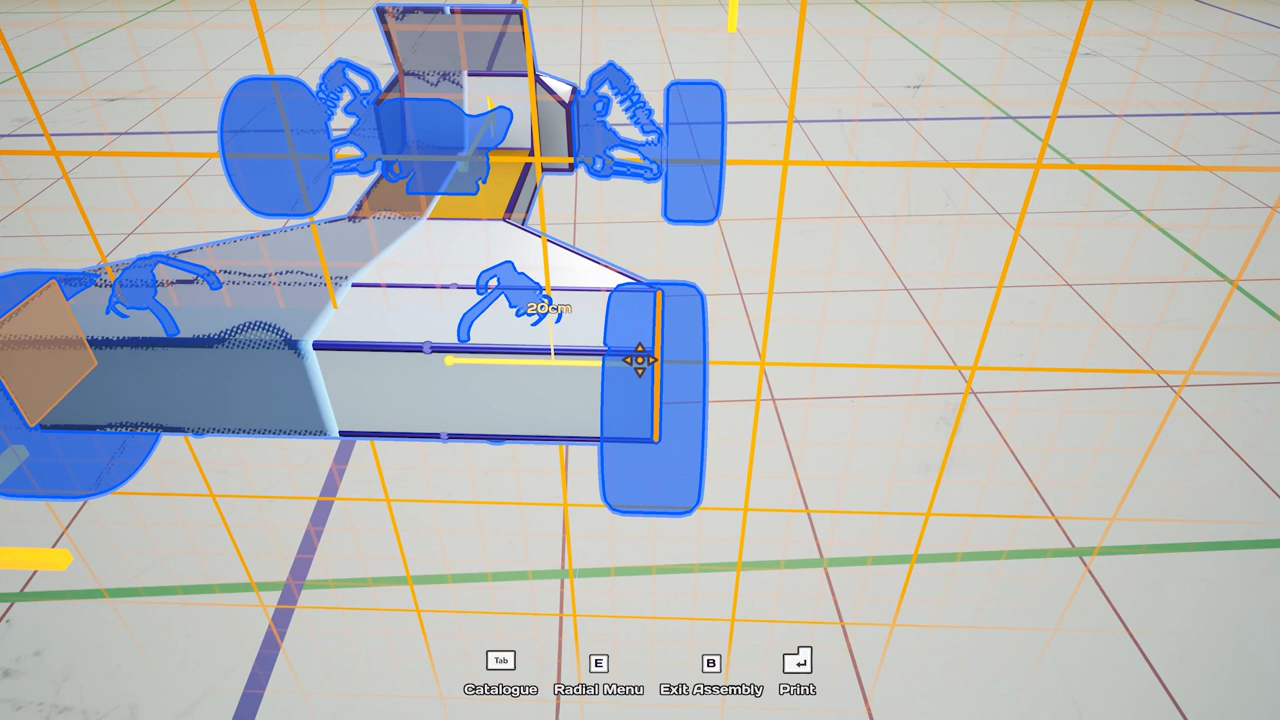 20cm
Tab
E
B
Catalogue
Radial Menu
Exit Assembly
Print